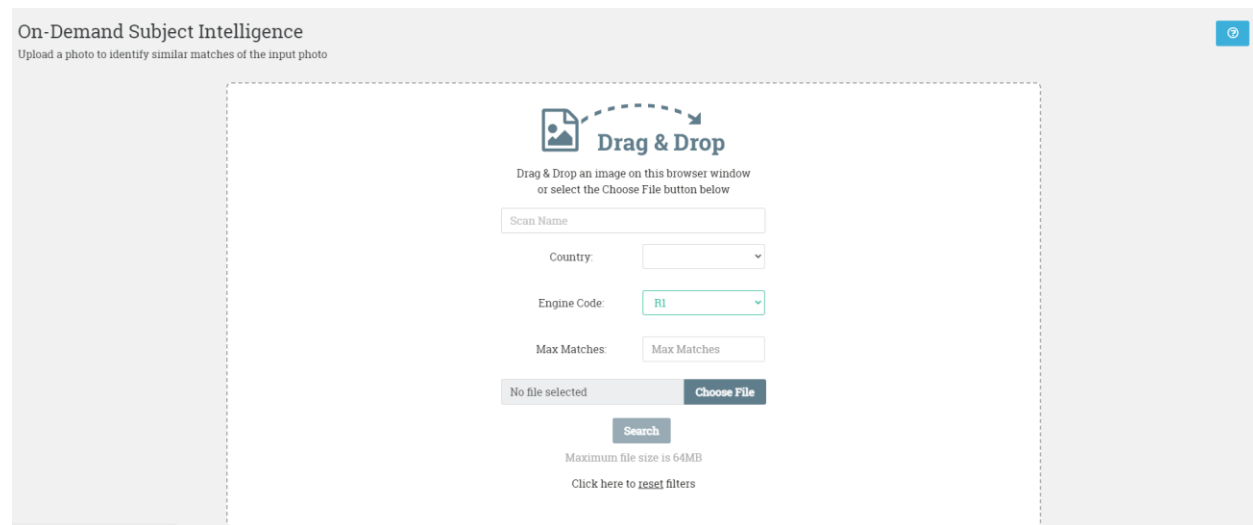 On-Demand Subject Intelligence
Upload a photo to identify similar matches of the input photo
Drag & Drop
Drag & Drop an image on this browser window
or select the Choose File button below
Scan Name
Country:
Engine Code: R1
Max Matches: Max Matches
No file selected Choose File
Search
Maximum file size is 64MB
Click here to reset filters